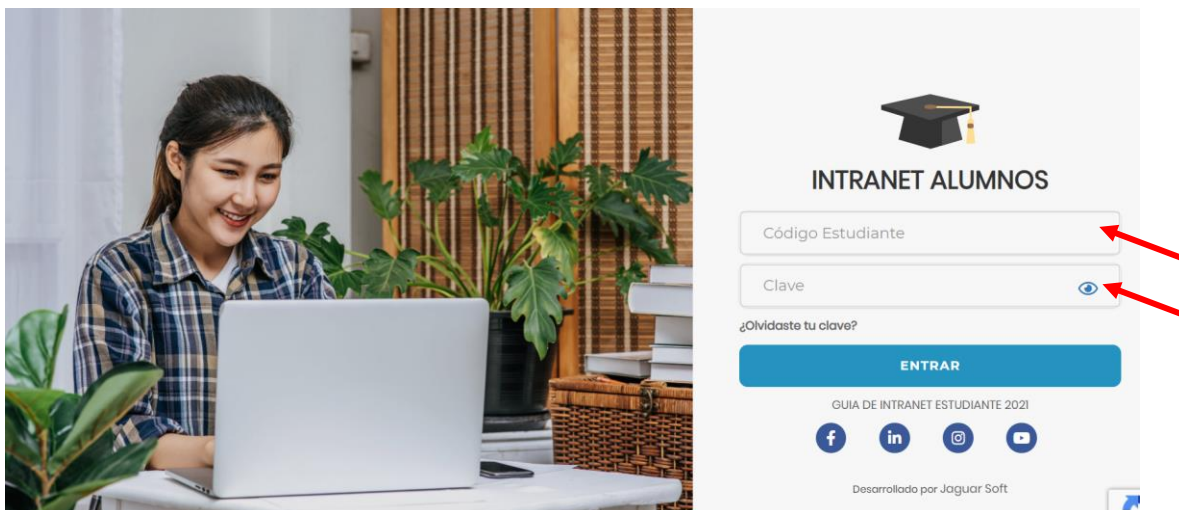 INTRANET ALUMNOS
Código Estudiante
Clave
¿Olvidaste tu clave?
ENTRAR
GUIA DE INTRANET ESTUDIANTE 2021
Desarrollado por Jaguar Soft